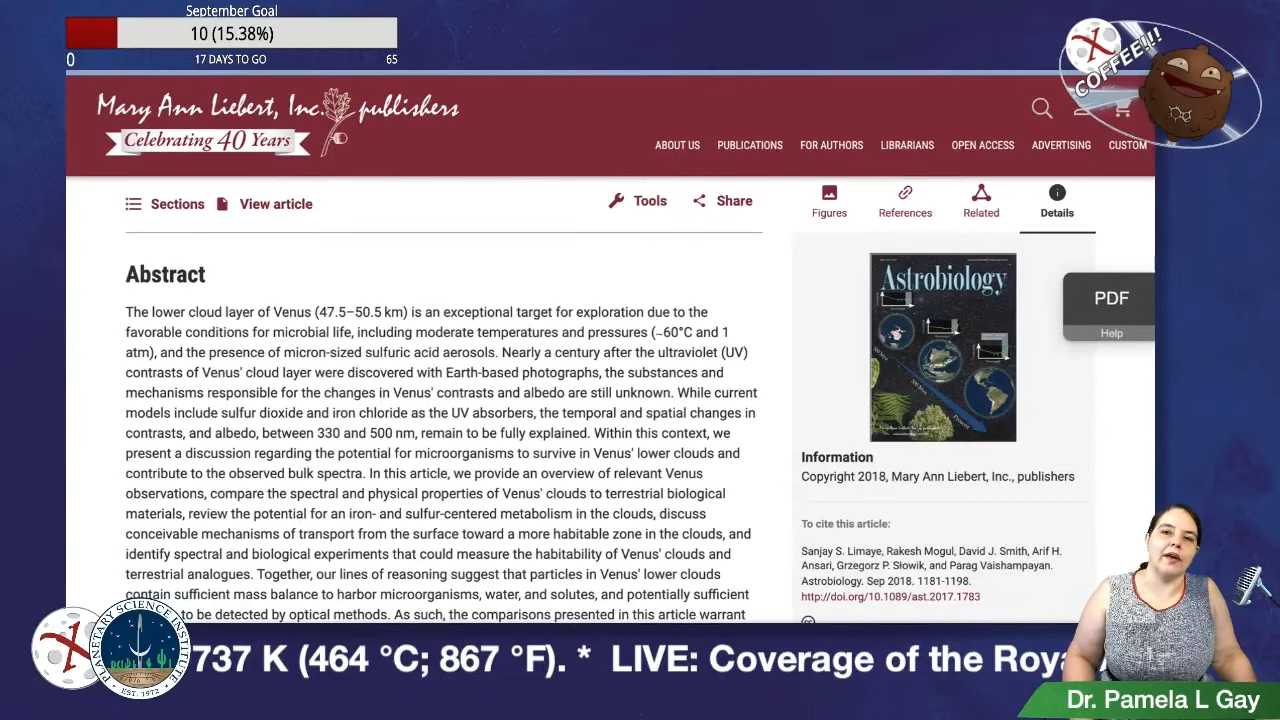 September Goal
10 (15.38%)
0 17 DAYS TO GO 65
COFFEE!!!
Mary Ann Liebert, Inc. publishers
Celebrating 40 Years
ABOUT US PUBLICATIONS FOR AUTHORS LIBRARIANS OPEN ACCESS ADVERTISING CUSTOM
Sections View article Tools Share
Figures References Related Details
Abstract
The lower cloud layer of Venus (47.5–50.5 km) is an exceptional target for exploration due to the
favorable conditions for microbial life, including moderate temperatures and pressures (~60°C and 1
atm), and the presence of micron-sized sulfuric acid aerosols. Nearly a century after the ultraviolet (UV)
contrasts of Venus' cloud layer were discovered with Earth-based photographs, the substances and
mechanisms responsible for the changes in Venus' contrasts and albedo are still unknown. While current
models include sulfur dioxide and iron chloride as the UV absorbers, the temporal and spatial changes in
contrasts, and albedo, between 330 and 500 nm, remain to be fully explained. Within this context, we
present a discussion regarding the potential for microorganisms to survive in Venus' lower clouds and
contribute to the observed bulk spectra. In this article, we provide an overview of relevant Venus
observations, compare the spectral and physical properties of Venus' clouds to terrestrial biological
materials, review the potential for an iron- and sulfur-centered metabolism in the clouds, discuss
conceivable mechanisms of transport from the surface toward a more habitable zone in the clouds, and
identify spectral and biological experiments that could measure the habitability of Venus' clouds and
terrestrial analogues. Together, our lines of reasoning suggest that particles in Venus' lower clouds
contain sufficient mass balance to harbor microorganisms, water, and solutes, and potentially sufficient
to be detected by optical methods. As such, the comparisons presented in this article warrant
Astrobiology
PDF
Help
Information
Copyright 2018, Mary Ann Liebert, Inc., publishers
To cite this article:
Sanjay S. Limaye, Rakesh Mogul, David J. Smith, Arif H.
Ansari, Grzegorz P. Słowik, and Parag Vaishampayan.
Astrobiology. Sep 2018. 1181-1198.
http://doi.org/10.1089/ast.2017.1783
PLANETARY SCIENCE INSTITUTE
EST. 1972
737 K (464 °C; 867 °F). * LIVE: Coverage of the Roya
Dr. Pamela L Gay